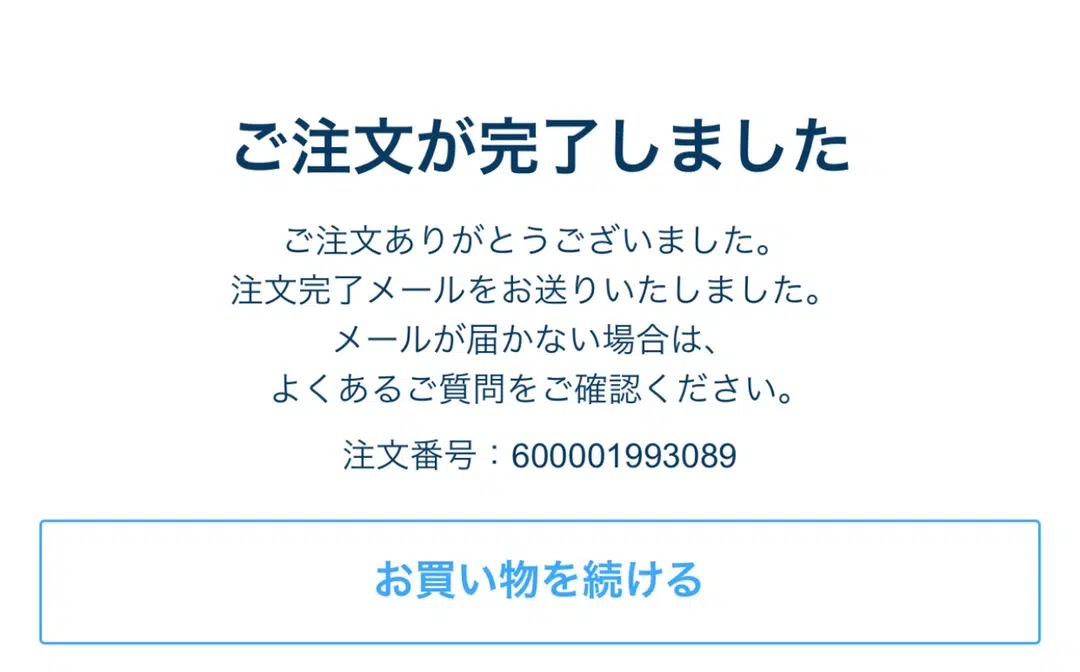 ご注文が完了しました
ご注文ありがとうございました。
注文完了メールをお送りいたしました。
メールが届かない場合は、
よくあるご質問をご確認ください。
注文番号：600001993089
お買い物を続ける